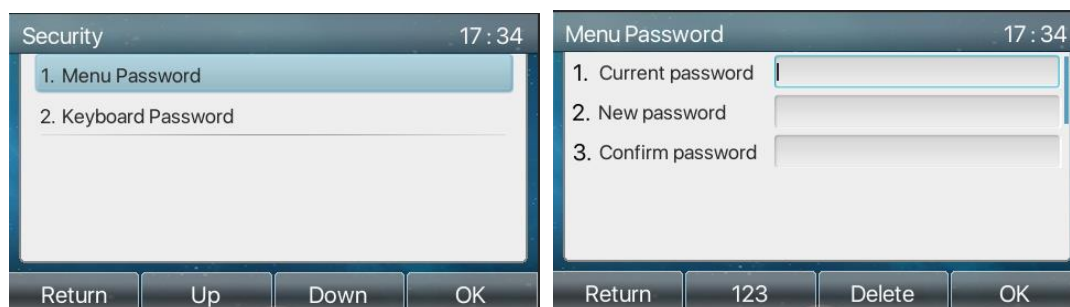 Security 17 : 34
1. Menu Password
2. Keyboard Password
Return Up Down OK
Menu Password 17 : 34
1. Current password
2. New password
3. Confirm password
Return 123 Delete OK